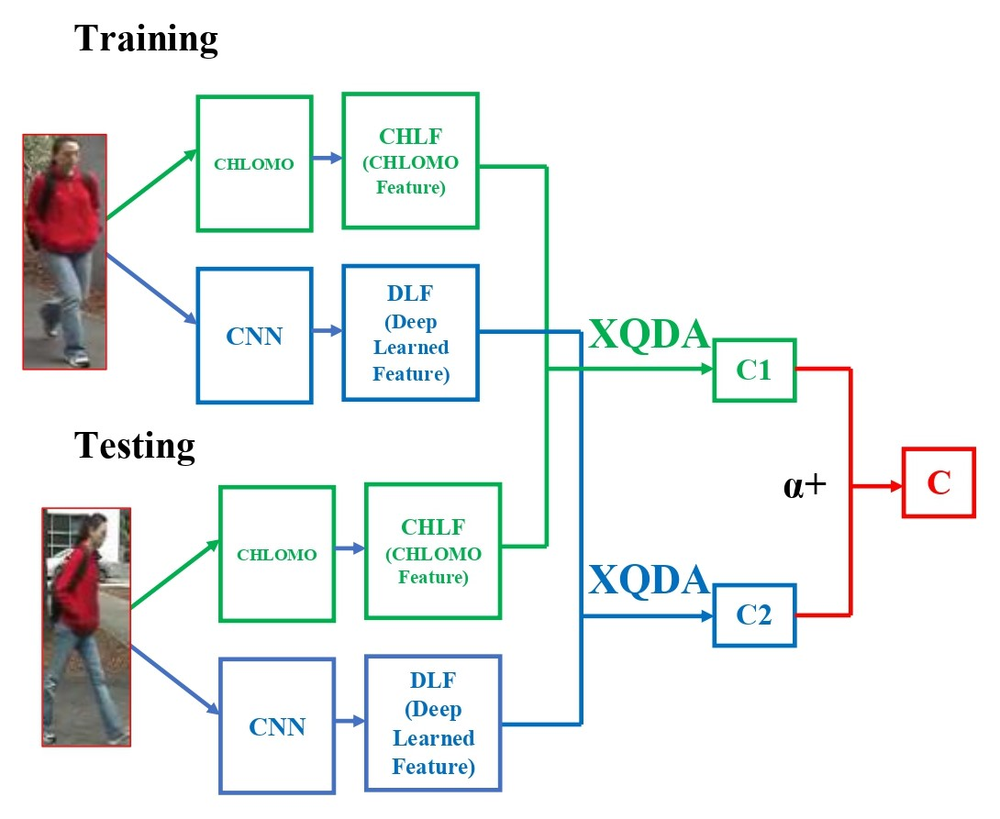 Training
CHLOMO
CHLF
(CHLOMO
Feature)
CNN
DLF
(Deep
Learned
Feature)
XQDA
C1
Testing
α+
C
CHLOMO
CHLF
(CHLOMO
Feature)
XQDA
C2
CNN
DLF
(Deep
Learned
Feature)